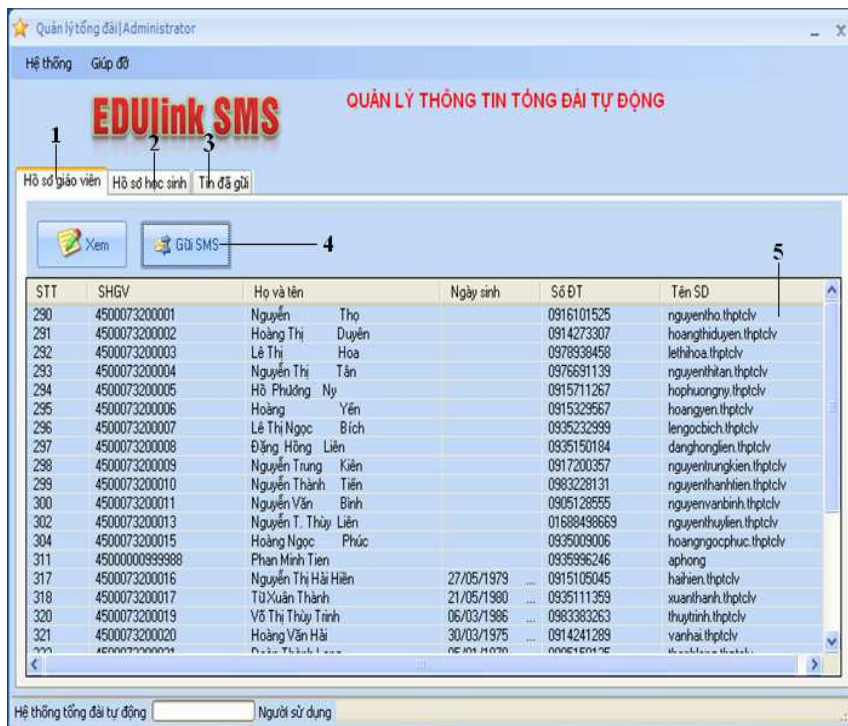 Quản lý tổng đài|Administrator
Hệ thống Giúp đỡ
EDUlink SMS
QUẢN LÝ THÔNG TIN TỔNG ĐÀI TỰ ĐỘNG
1 2 3
Hồ sơ giáo viên Hồ sơ học sinh Tin đã gửi
Xem Gửi SMS 4 5
STT SHGV Họ và tên Ngày sinh Số ĐT Tên SD
290 4500073200001 Nguyễn Thọ 0916101525 nguyentho.thptclv
291 4500073200002 Hoàng Thị Duyên 0914273307 hoangthiduyen.thptclv
292 4500073200003 Lê Thị Hoa 0978938458 lethihoa.thptclv
293 4500073200004 Nguyễn Thị Tân 0976691139 nguyenthitan.thptclv
294 4500073200005 Hồ Phương Ny 0915711267 hophuongny.thptclv
295 4500073200006 Hoàng Yến 0915329567 hoangyen.thptclv
296 4500073200007 Lê Thị Ngọc Bích 0935232999 lengocbich.thptclv
297 4500073200008 Đặng Hồng Liên 0935150184 danghonglien.thptclv
298 4500073200009 Nguyễn Trung Kiên 0917200357 nguyentrungkien.thptclv
299 4500073200010 Nguyễn Thành Tiến 0983228131 nguyenthanhtien.thptclv
300 4500073200011 Nguyễn Văn Bình 0905128555 nguyenvanbinh.thptclv
302 4500073200013 Nguyễn T. Thùy Liên 01688498669 nguyenthuylien.thptclv
304 4500073200015 Hoàng Ngọc Phúc 0935009006 hoangngocphuc.thptclv
311 45000000999988 Phan Minh Tien 0935996246 aphong
317 4500073200016 Nguyễn Thị Hải Hiền 27/05/1979 ... 0915105045 haihien.thptclv
318 4500073200017 Từ Xuân Thành 21/05/1980 ... 0935111359 xuanthanh.thptclv
320 4500073200019 Võ Thị Thùy Trinh 06/03/1986 ... 0983383263 thuytrinh.thptclv
321 4500073200020 Hoàng Văn Hải 30/03/1975 ... 0914241289 vanhai.thptclv
Hệ thống tổng đài tự động Người sử dụng